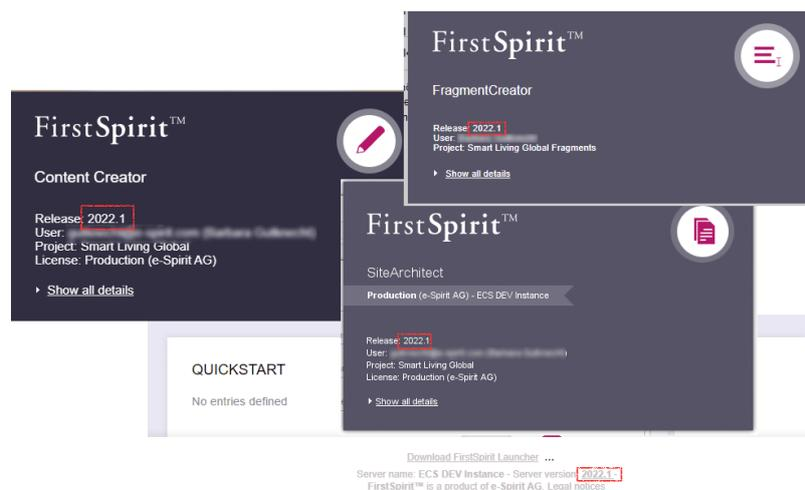 FirstSpirit™
FragmentCreator
Release: 2022.1
User:
Project: Smart Living Global Fragments
Show all details
FirstSpirit™
Content Creator
Release: 2022.1
User:
Project: Smart Living Global
License: Production (e-Spirit AG)
Show all details
FirstSpirit™
SiteArchitect
Production (e-Spirit AG) - ECS DEV Instance
Release: 2022.1
User:
Project: Smart Living Global
License: Production (e-Spirit AG)
Show all details
QUICKSTART
No entries defined
Download FirstSpirit Launcher ...
Server name: ECS DEV Instance - Server version 2022.1 -
FirstSpirit™ is a product of e-Spirit AG. Legal notices